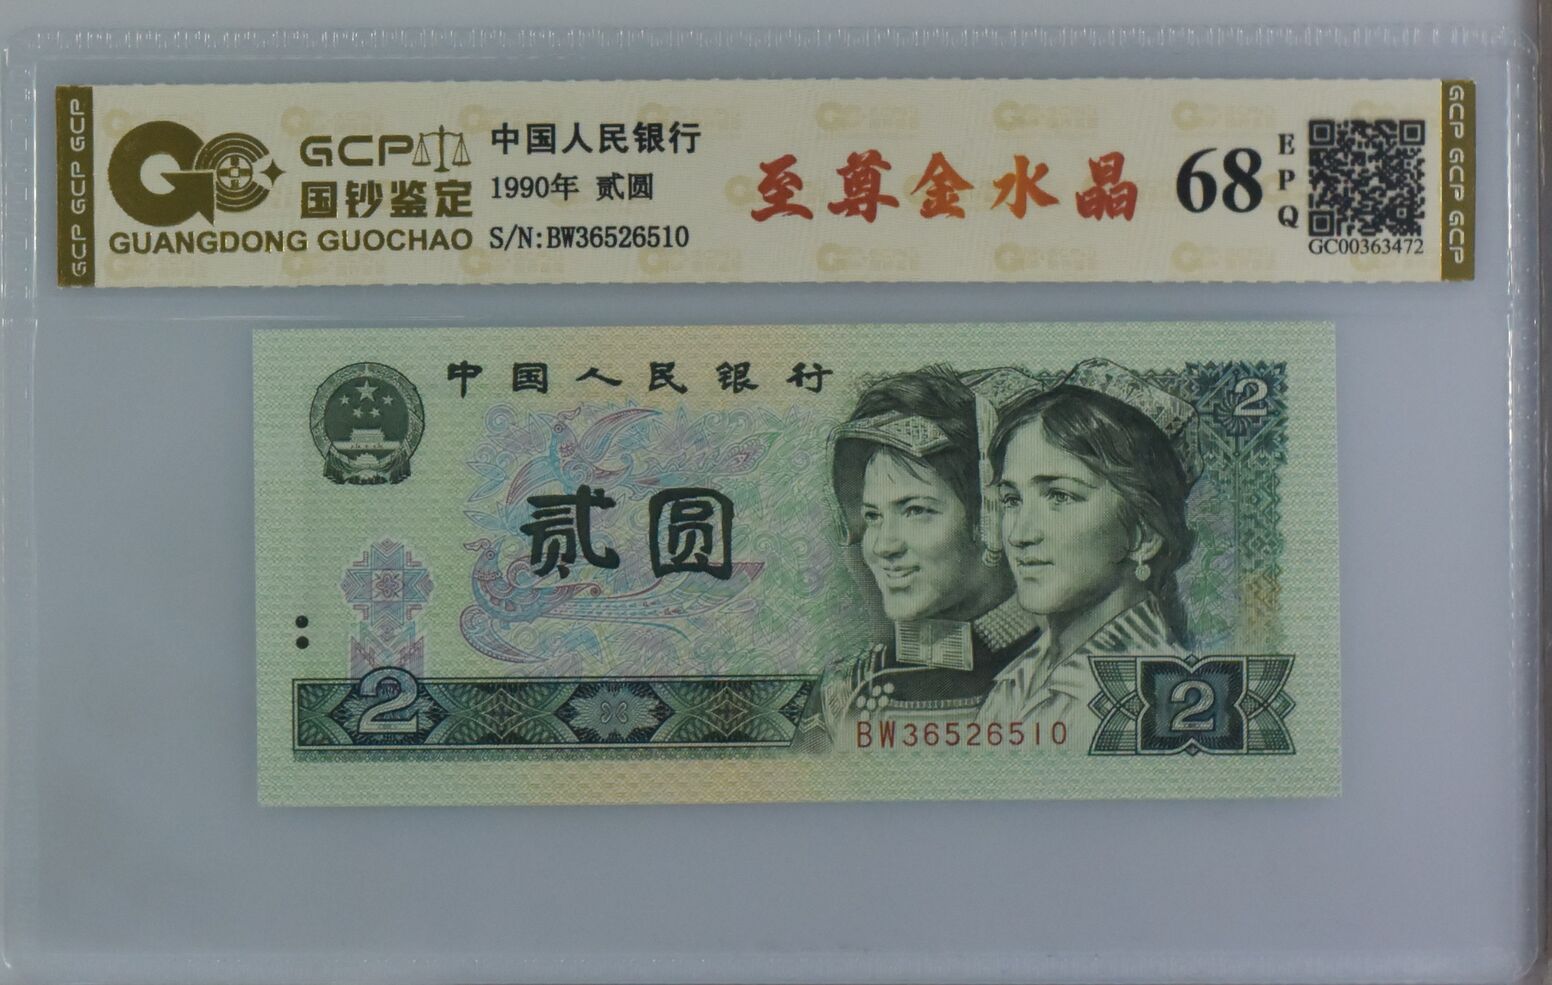 GCP GCP GCP
GCP
国钞鉴定
GUANGDONG GUOCHAO
中国人民银行
1990年 贰圆
S/N:BW36526510
至尊金水晶
68
EPQ
GC00363472
GCP GCP GCP
中国人民银行
2
贰圆
2
BW36526510
2